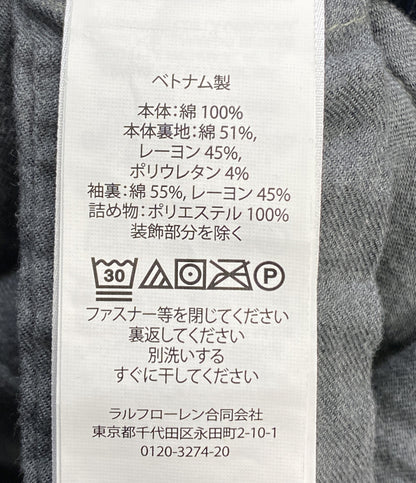 ベトナム製
本体:綿 100%
本体裏地:綿 51%,
レーヨン 45%,
ポリウレタン 4%
袖裏:綿 55%, レーヨン 45%
詰め物:ポリエステル 100%
装飾部分を除く
30 P
ファスナー等を閉じてください
裏返してください
別洗いする
すぐに干してください
ラルフローレン合同会社
東京都千代田区永田町2-10-1
0120-3274-20